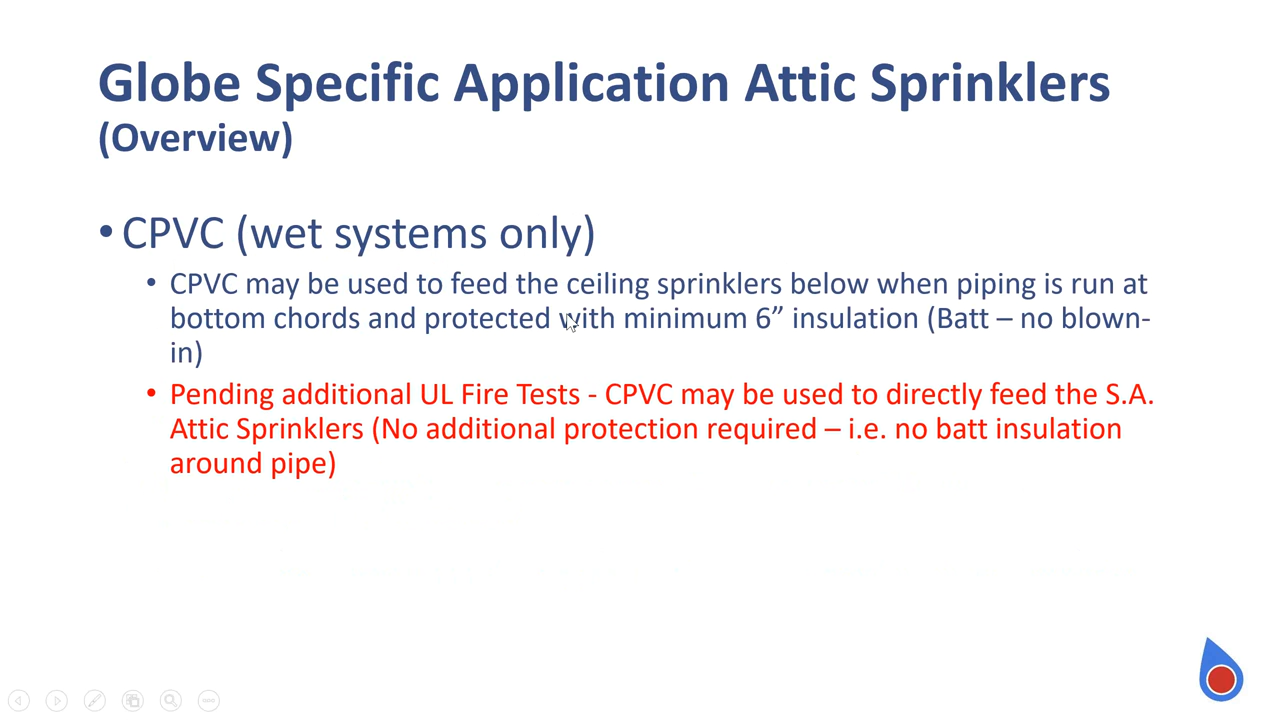 Globe Specific Application Attic Sprinklers
(Overview)
• CPVC (wet systems only)
• CPVC may be used to feed the ceiling sprinklers below when piping is run at
bottom chords and protected with minimum 6” insulation (Batt – no blown-
in)
• Pending additional UL Fire Tests - CPVC may be used to directly feed the S.A.
Attic Sprinklers (No additional protection required – i.e. no batt insulation
around pipe)